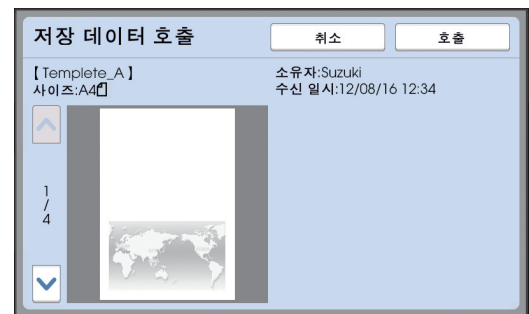 저장 데이터 호출
취소
호출
【Templete_A】
사이즈:A4
소유자:Suzuki
수신 일시:12/08/16 12:34
1
/
4